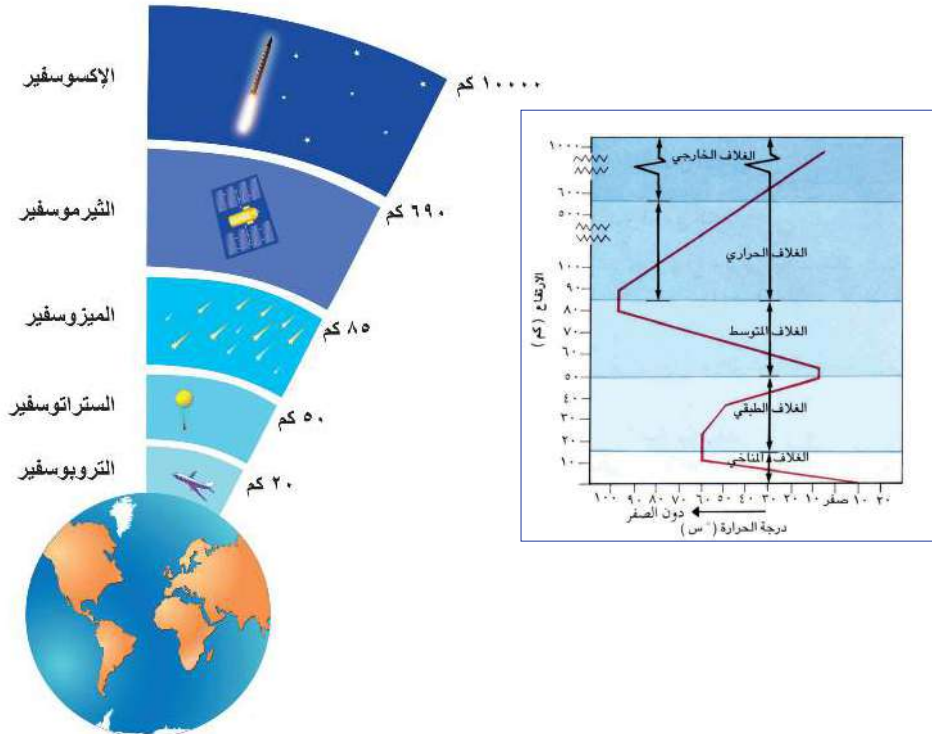 الإكسوسفير
١٠٠٠٠ كم
الثيرموسفير
٦٩٠ كم
الميزوسفير
٨٥ كم
الستراتوسفير
٥٠ كم
التروبوسفير
٢٠ كم
الغلاف الخارجي
الغلاف الحراري
الغلاف المتوسط
الغلاف الطبقي
الغلاف المناخي
الارتفاع (كم)
١٠٠٠
٦٠٠
٥٠٠
١٠٠
٩٠
٨٠
٧٠
٦٠
٥٠
٤٠
٣٠
٢٠
١٠
٢٠ ١٠ صفر ١٠ ٢٠ ٣٠ ٤٠ ٥٠ ٦٠ ٧٠ ٨٠ ٩٠ ١٠٠
دون الصفر
درجة الحرارة (°س)